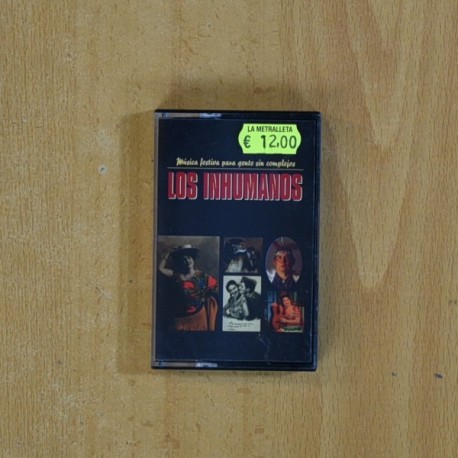 LA METRALLETA
€ 12,00
Música festiva para gente sin complejos
LOS INHUMANOS